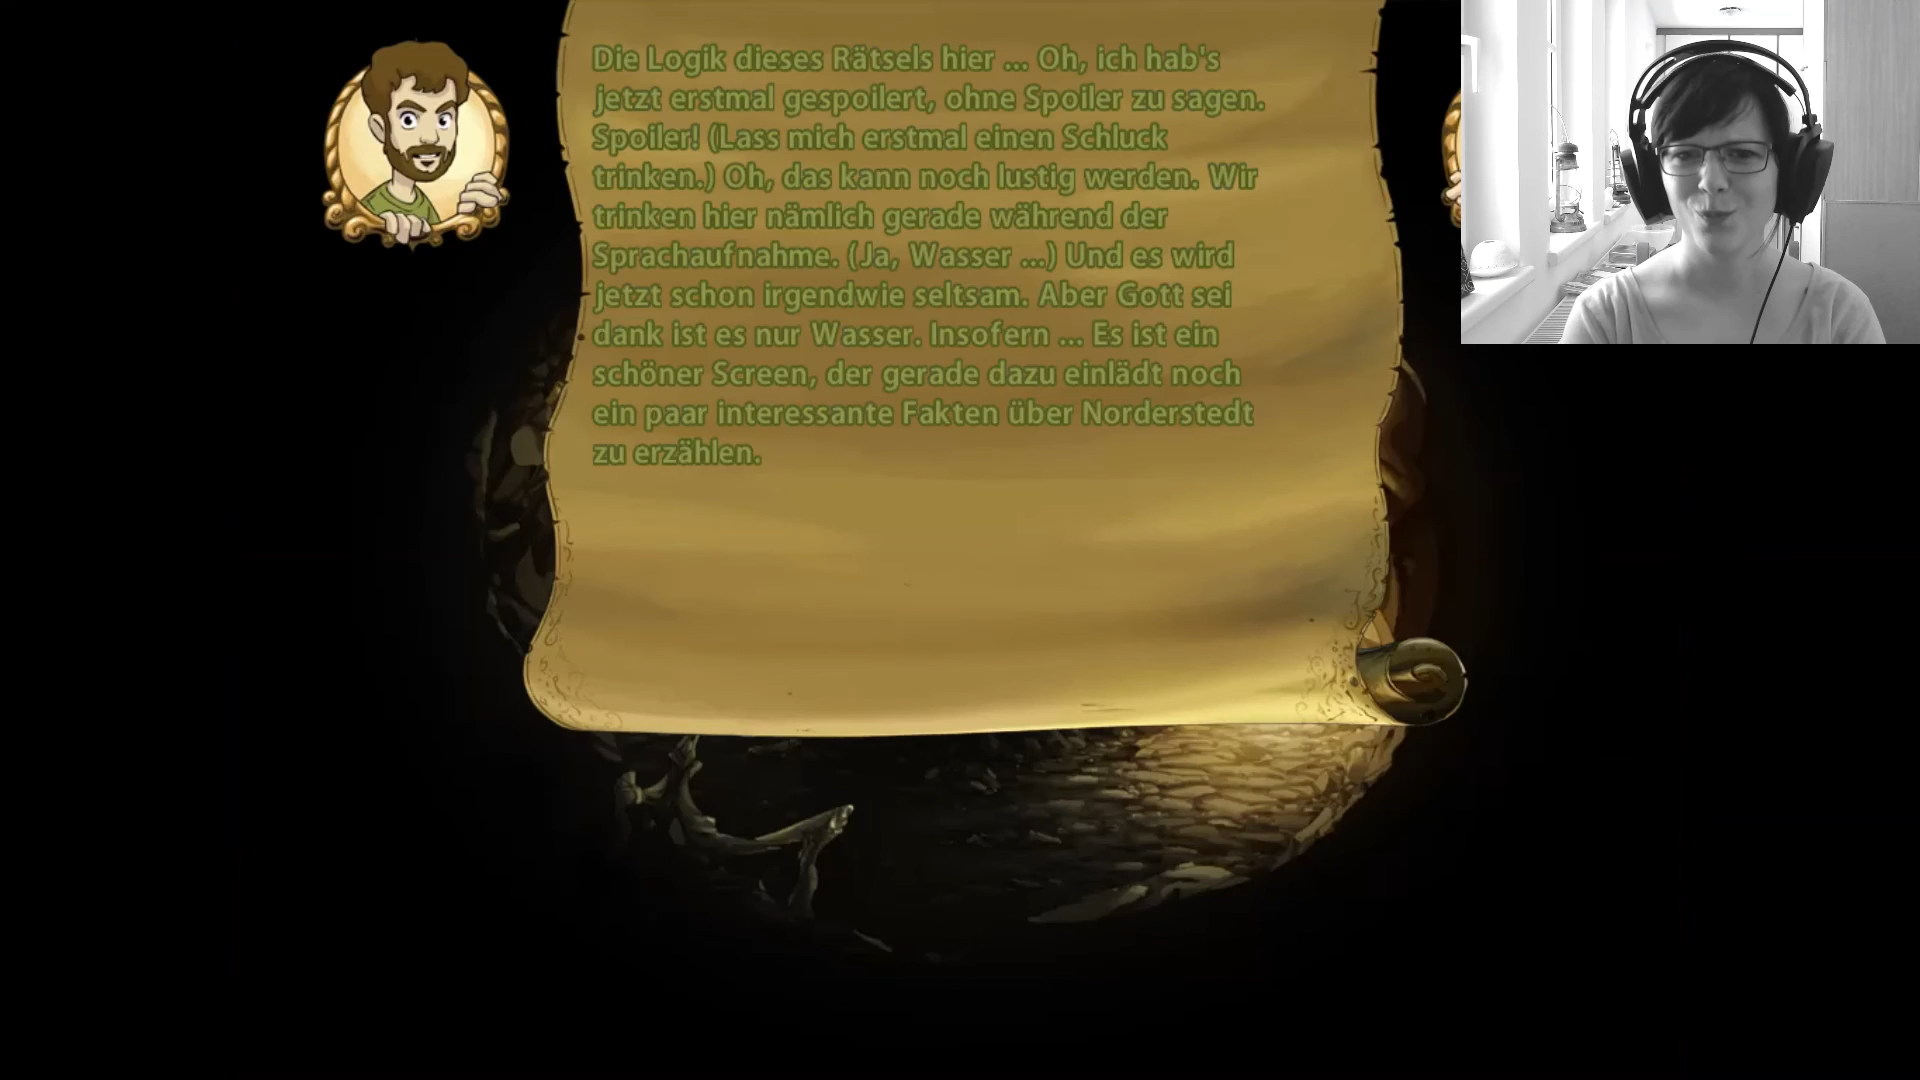 Die Logik dieses Rätsels hier ... Oh, ich hab's
jetzt erstmal gespoilert, ohne Spoiler zu sagen.
Spoiler! (Lass mich erstmal einen Schluck
trinken.) Oh, das kann noch lustig werden. Wir
trinken hier nämlich gerade während der
Sprachaufnahme. (Ja, Wasser ...) Und es wird
jetzt schon irgendwie seltsam. Aber Gott sei
dank ist es nur Wasser. Insofern ... Es ist ein
schöner Screen, der gerade dazu einlädt noch
ein paar interessante Fakten über Norderstedt
zu erzählen.